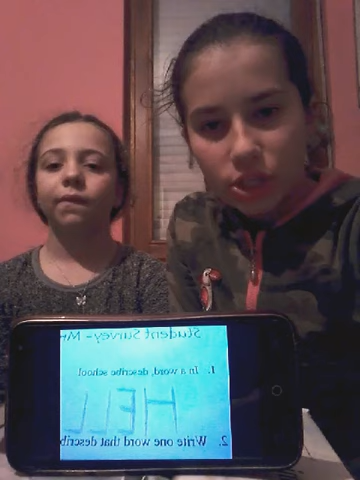 Student Survey - M
1. In a word, describe school
HELL
2. Write one word that describ